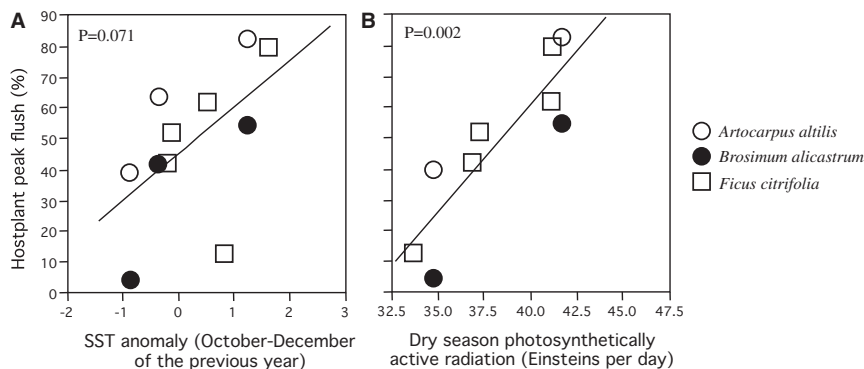 A
P=0.071
90
80
70
60
50
40
30
20
10
0
-2 -1 0 1 2 3
Hostplant peak flush (%)
SST anomaly (October-December
of the previous year)
B
P=0.002
32.5 35.0 37.5 40.0 42.5 45.0 47.5
Dry season photosynthetically
active radiation (Einsteins per day)
Artocarpus altilis
Brosimum alicastrum
Ficus citrifolia